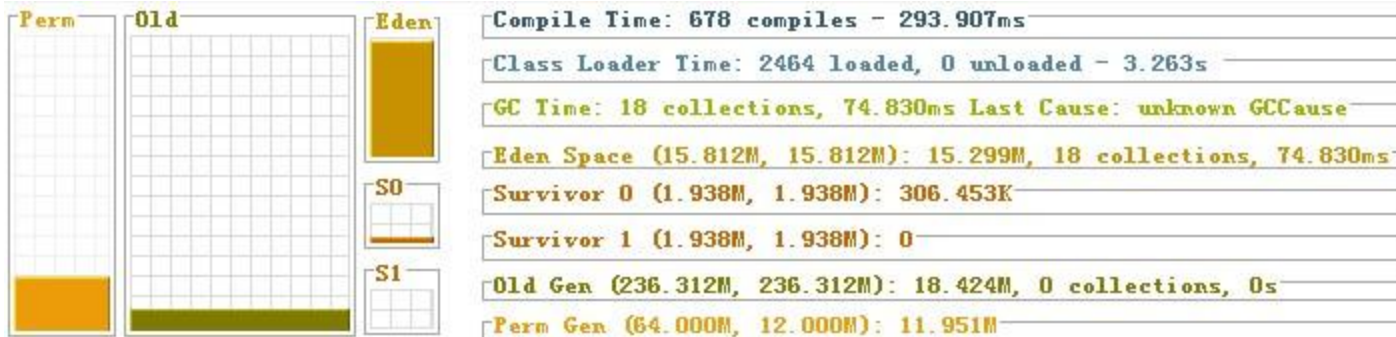 Perm
Old
Eden
S0
S1
Compile Time: 678 compiles - 293.907ms
Class Loader Time: 2464 loaded, 0 unloaded - 3.263s
GC Time: 18 collections, 74.830ms Last Cause: unknown GCCause
Eden Space (15.812M, 15.812M): 15.299M, 18 collections, 74.830ms
Survivor 0 (1.938M, 1.938M): 306.453K
Survivor 1 (1.938M, 1.938M): 0
Old Gen (236.312M, 236.312M): 18.424M, 0 collections, 0s
Perm Gen (64.000M, 12.000M): 11.951M